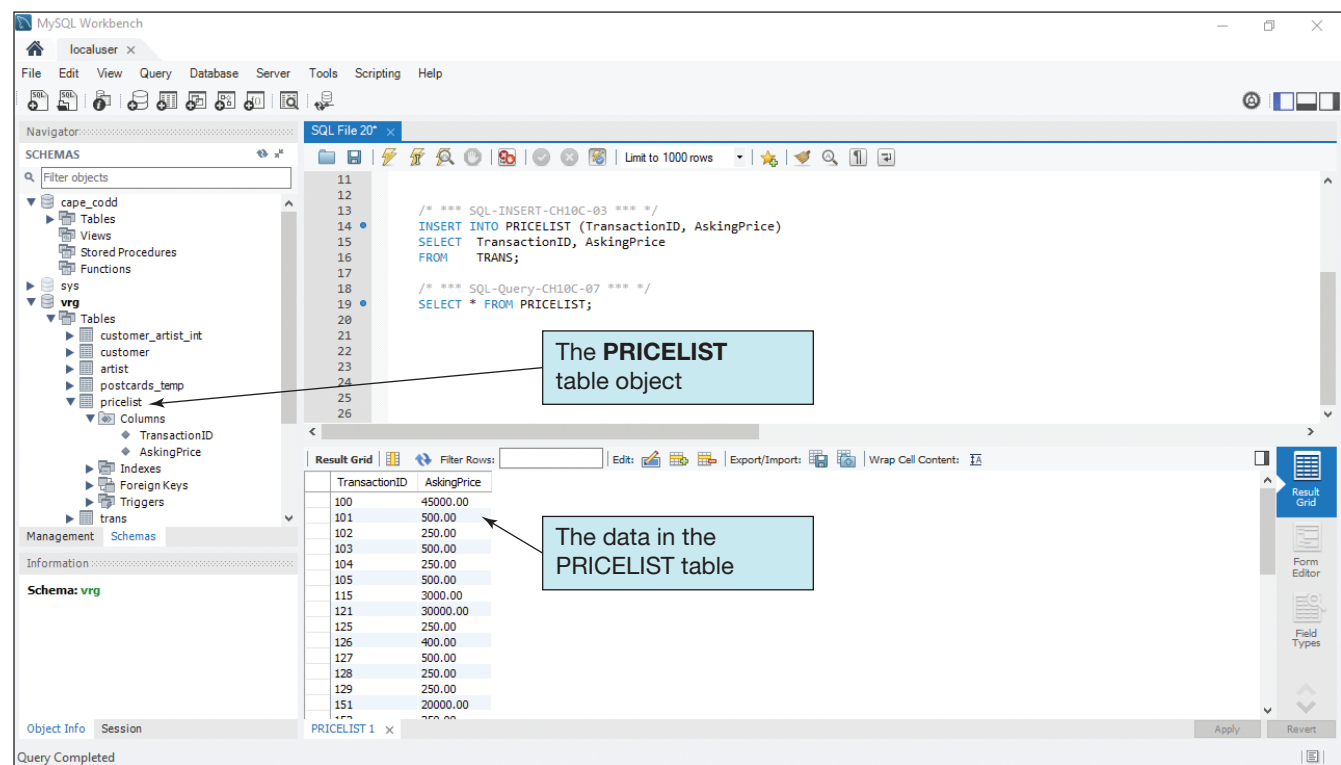 MySQL Workbench
localuser
File Edit View Query Database Server Tools Scripting Help
Navigator
SCHEMAS
Filter objects
cape_codd
Tables
Views
Stored Procedures
Functions
sys
vrg
Tables
customer_artist_int
customer
artist
postcards_temp
pricelist
Columns
TransactionID
AskingPrice
Indexes
Foreign Keys
Triggers
trans
Management Schemas
Information
Schema: vrg
Object Info Session
Query Completed
SQL File 20*
Limit to 1000 rows
11
12
13 /* *** SQL-INSERT-CH10C-03 *** */
14 INSERT INTO PRICELIST (TransactionID, AskingPrice)
15 SELECT TransactionID, AskingPrice
16 FROM TRANS;
17
18 /* *** SQL-Query-CH10C-07 *** */
19 SELECT * FROM PRICELIST;
20
21
22
23
24
25
26
The PRICELIST
table object
Result Grid Filter Rows: Edit: Export/Import: Wrap Cell Content:
TransactionID AskingPrice
100 45000.00
101 500.00
102 250.00
103 500.00
104 250.00
105 500.00
115 3000.00
121 30000.00
125 250.00
126 400.00
127 500.00
128 250.00
129 250.00
151 20000.00
The data in the
PRICELIST table
Result
Grid
Form
Editor
Field
Types
PRICELIST 1
Apply Revert